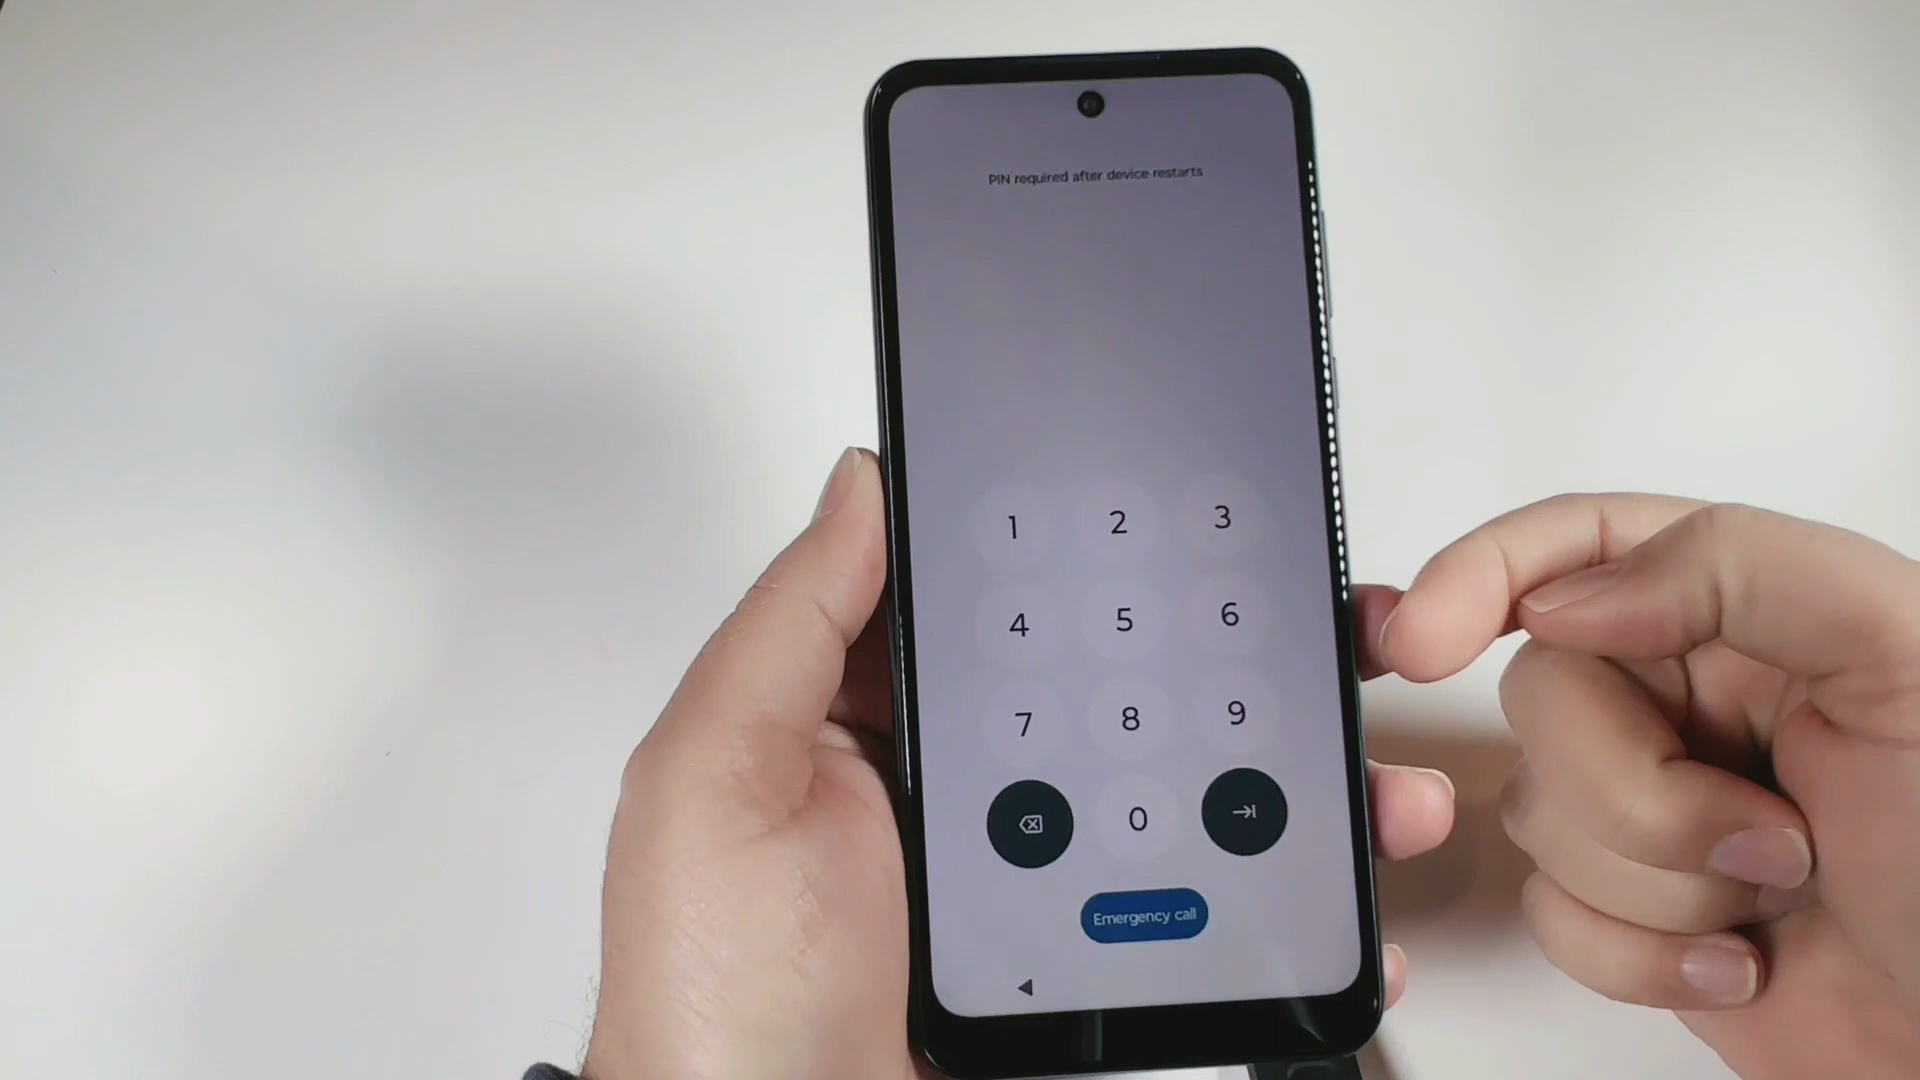 PIN required after device restarts
1 2 3
4 5 6
7 8 9
0
Emergency call